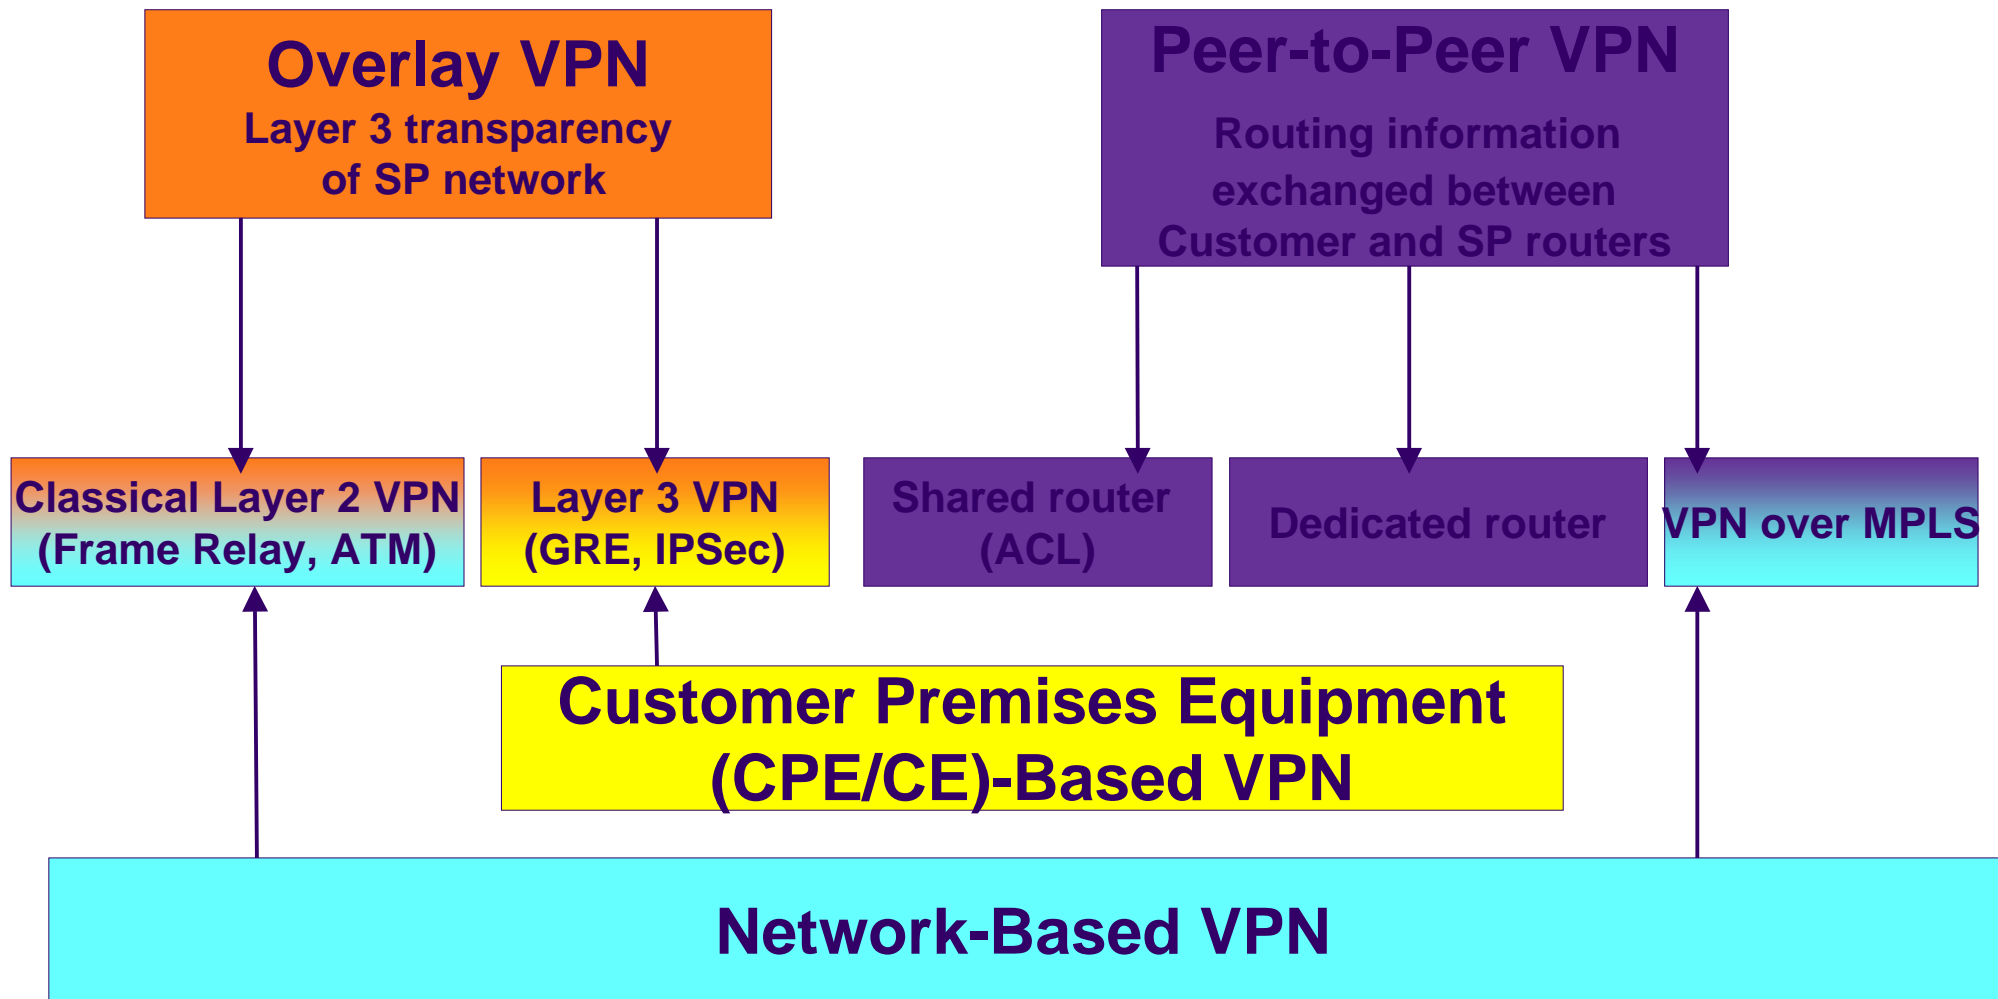 Overlay VPN
Layer 3 transparency
of SP network
Peer-to-Peer VPN
Routing information
exchanged between
Customer and SP routers
Classical Layer 2 VPN
(Frame Relay, ATM)
Layer 3 VPN
(GRE, IPSec)
Shared router
(ACL)
Dedicated router
VPN over MPLS
Customer Premises Equipment
(CPE/CE)-Based VPN
Network-Based VPN